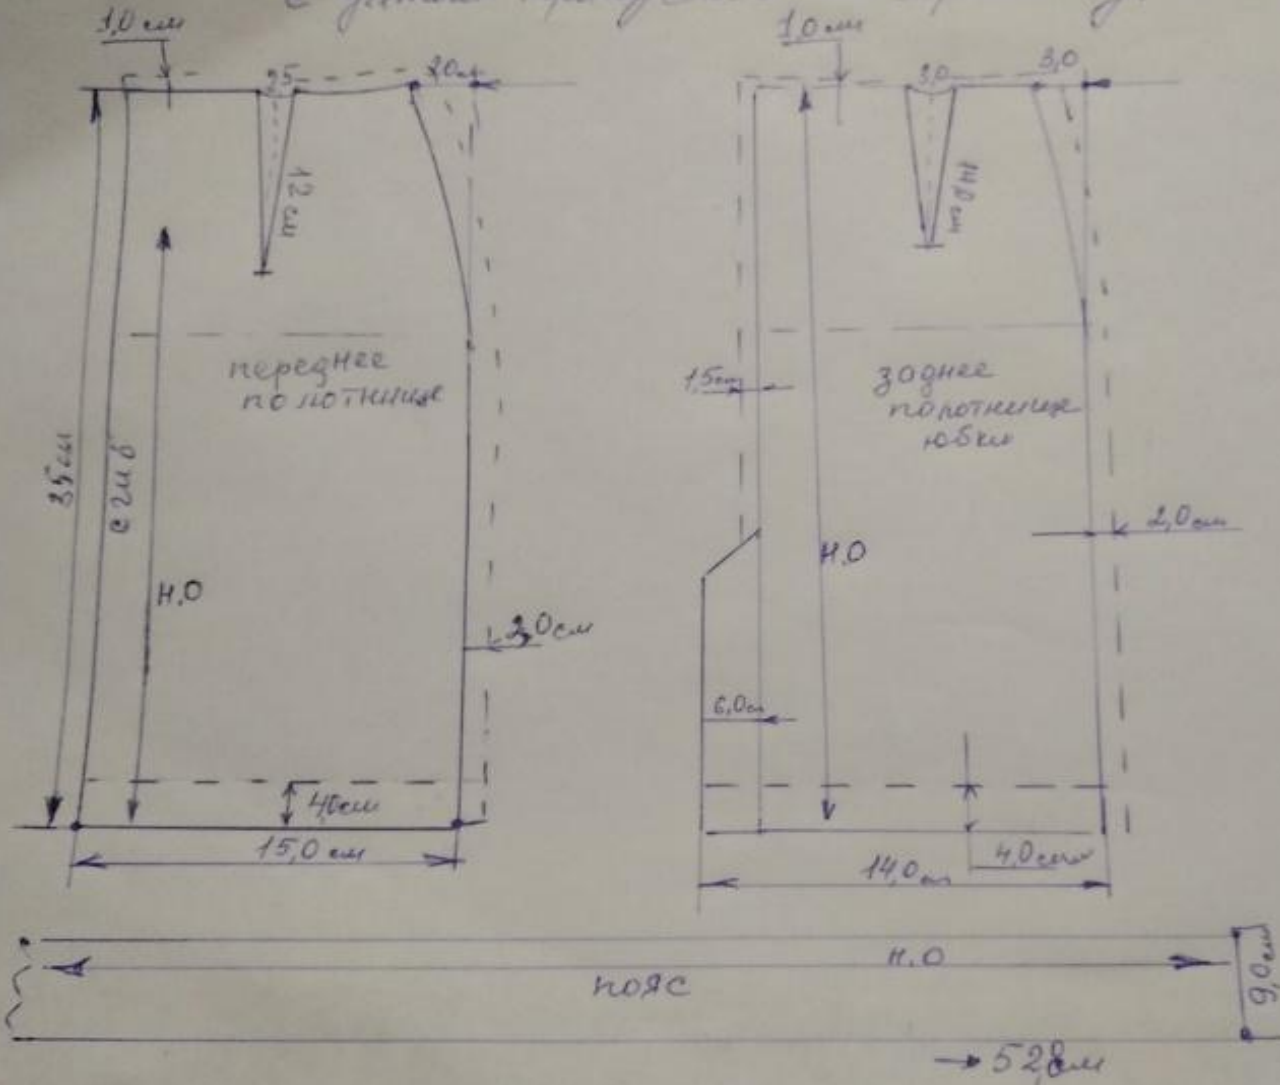 с
1,0 см
2,5
2,0 см
12 см
переднее
полотнище
сгиб
Н.О
2,0 см
4,0 см
15,0 см
1,0 см
3,0
3,0
14,0 см
1,5 см
заднее
полотнище
юбки
Н.О
2,0 см
6,0 см
4,0 см
14,0 см
Н.О
пояс
9,0 см
→ 52,8 см